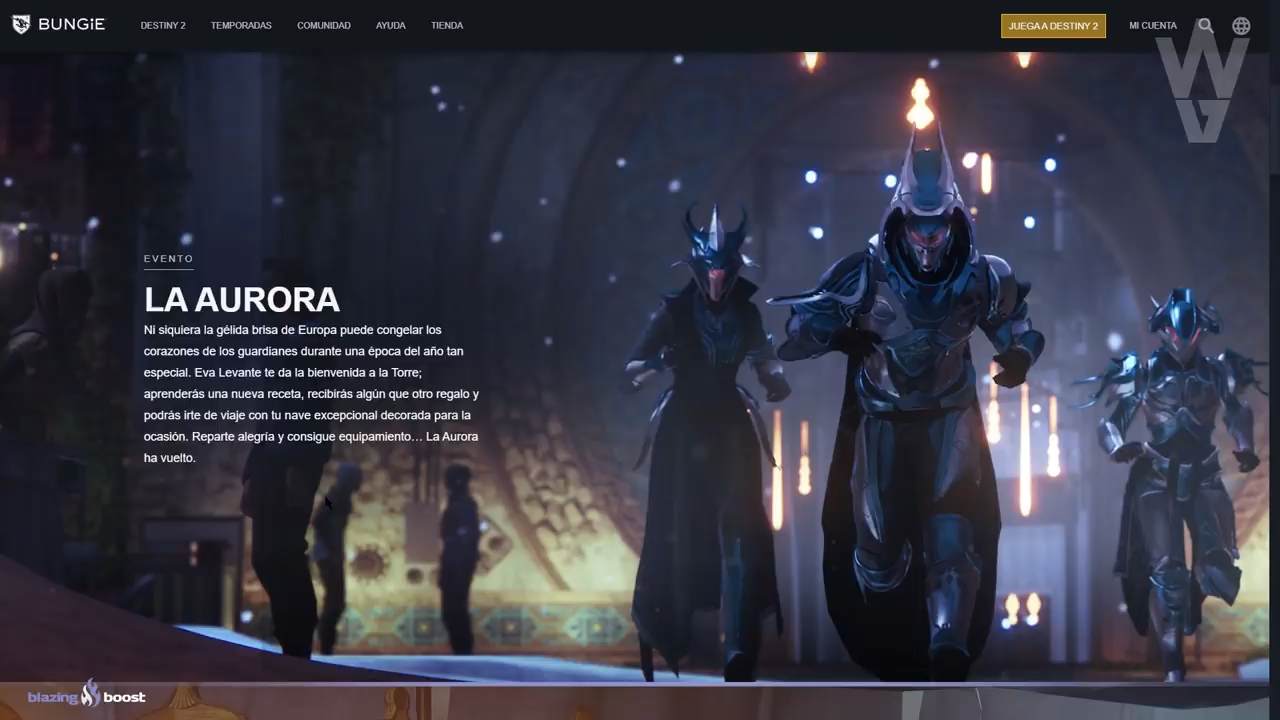 BUNGiE
DESTINY 2
TEMPORADAS
COMUNIDAD
AYUDA
TIENDA
JUEGA A DESTINY 2
MI CUENTA
EVENTO
LA AURORA
Ni siquiera la gélida brisa de Europa puede congelar los
corazones de los guardianes durante una época del año tan
especial. Eva Levante te da la bienvenida a la Torre;
aprenderás una nueva receta, recibirás algún que otro regalo y
podrás irte de viaje con tu nave excepcional decorada para la
ocasión. Reparte alegría y consigue equipamiento… La Aurora
ha vuelto.
blazing boost